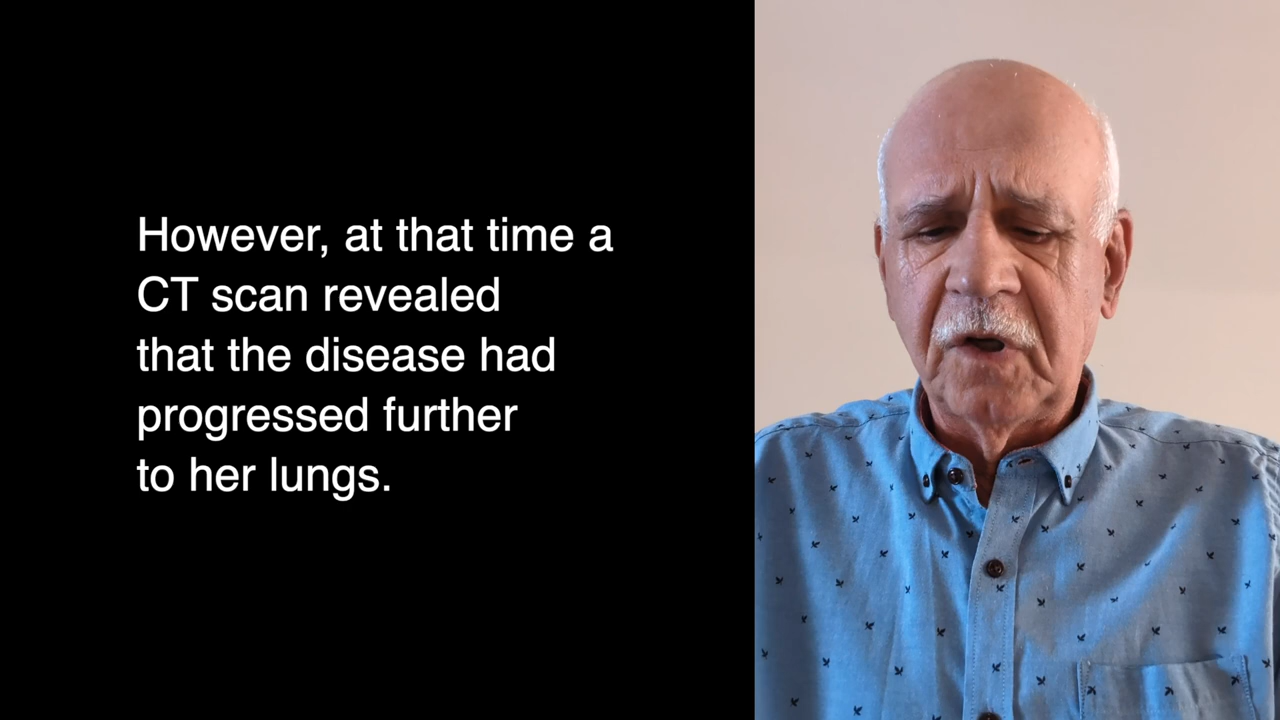 However, at that time a
CT scan revealed
that the disease had
progressed further
to her lungs.